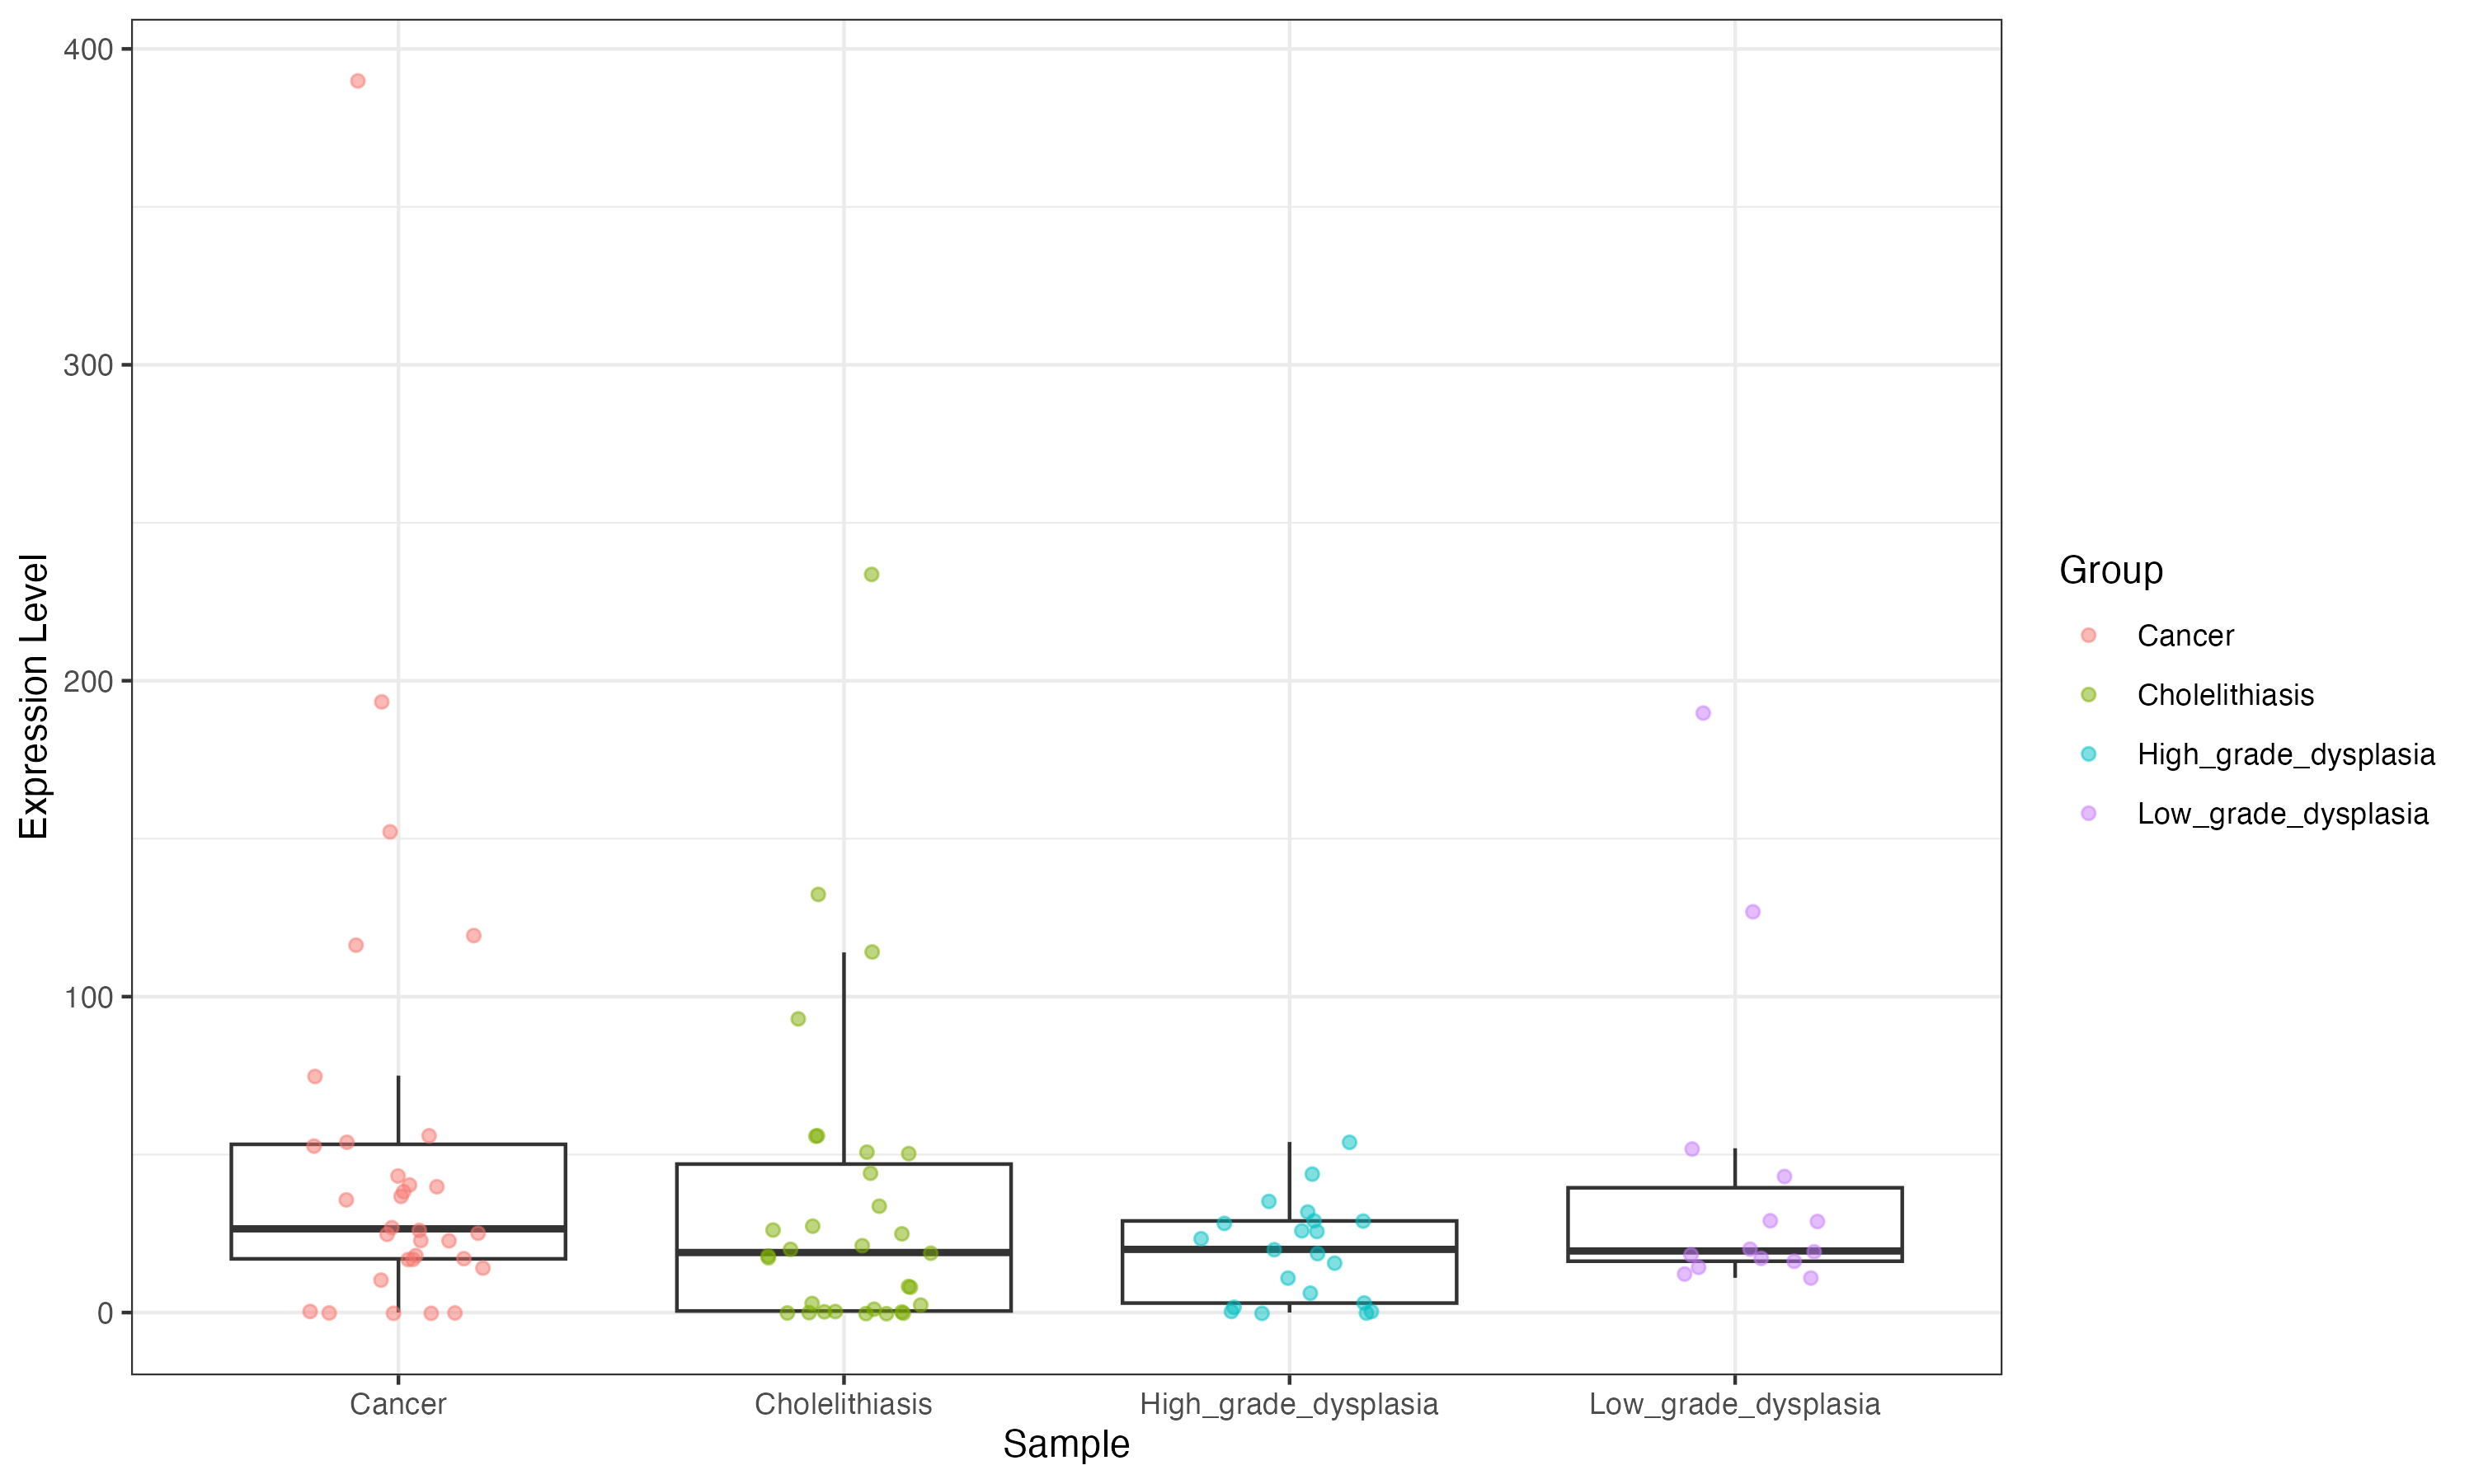 Expression Level
400
300
200
100
0
Cancer
Cholelithiasis
High_grade_dysplasia
Low_grade_dysplasia
Sample
Group
Cancer
Cholelithiasis
High_grade_dysplasia
Low_grade_dysplasia